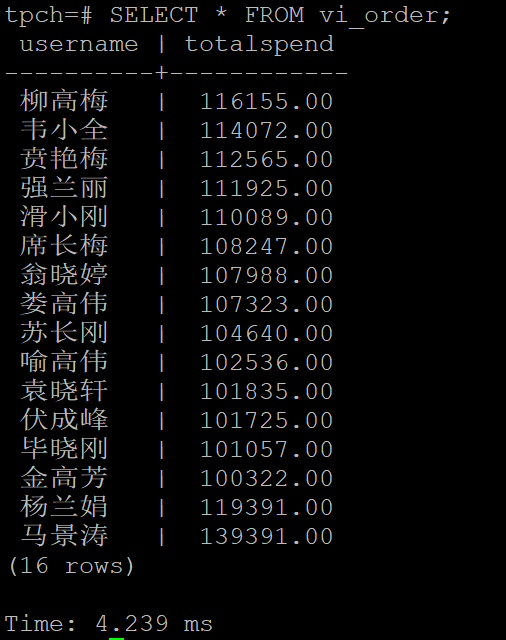 tpch=# SELECT * FROM vi_order;
username | totalspend
----------+------------
柳高梅 | 116155.00
韦小全 | 114072.00
贲艳梅 | 112565.00
强兰丽 | 111925.00
滑小刚 | 110089.00
席长梅 | 108247.00
翁晓婷 | 107988.00
娄高伟 | 107323.00
苏长刚 | 104640.00
喻高伟 | 102536.00
袁晓轩 | 101835.00
伏成峰 | 101725.00
毕晓刚 | 101057.00
金高芳 | 100322.00
杨兰娟 | 119391.00
马景涛 | 139391.00
(16 rows)
Time: 4.239 ms